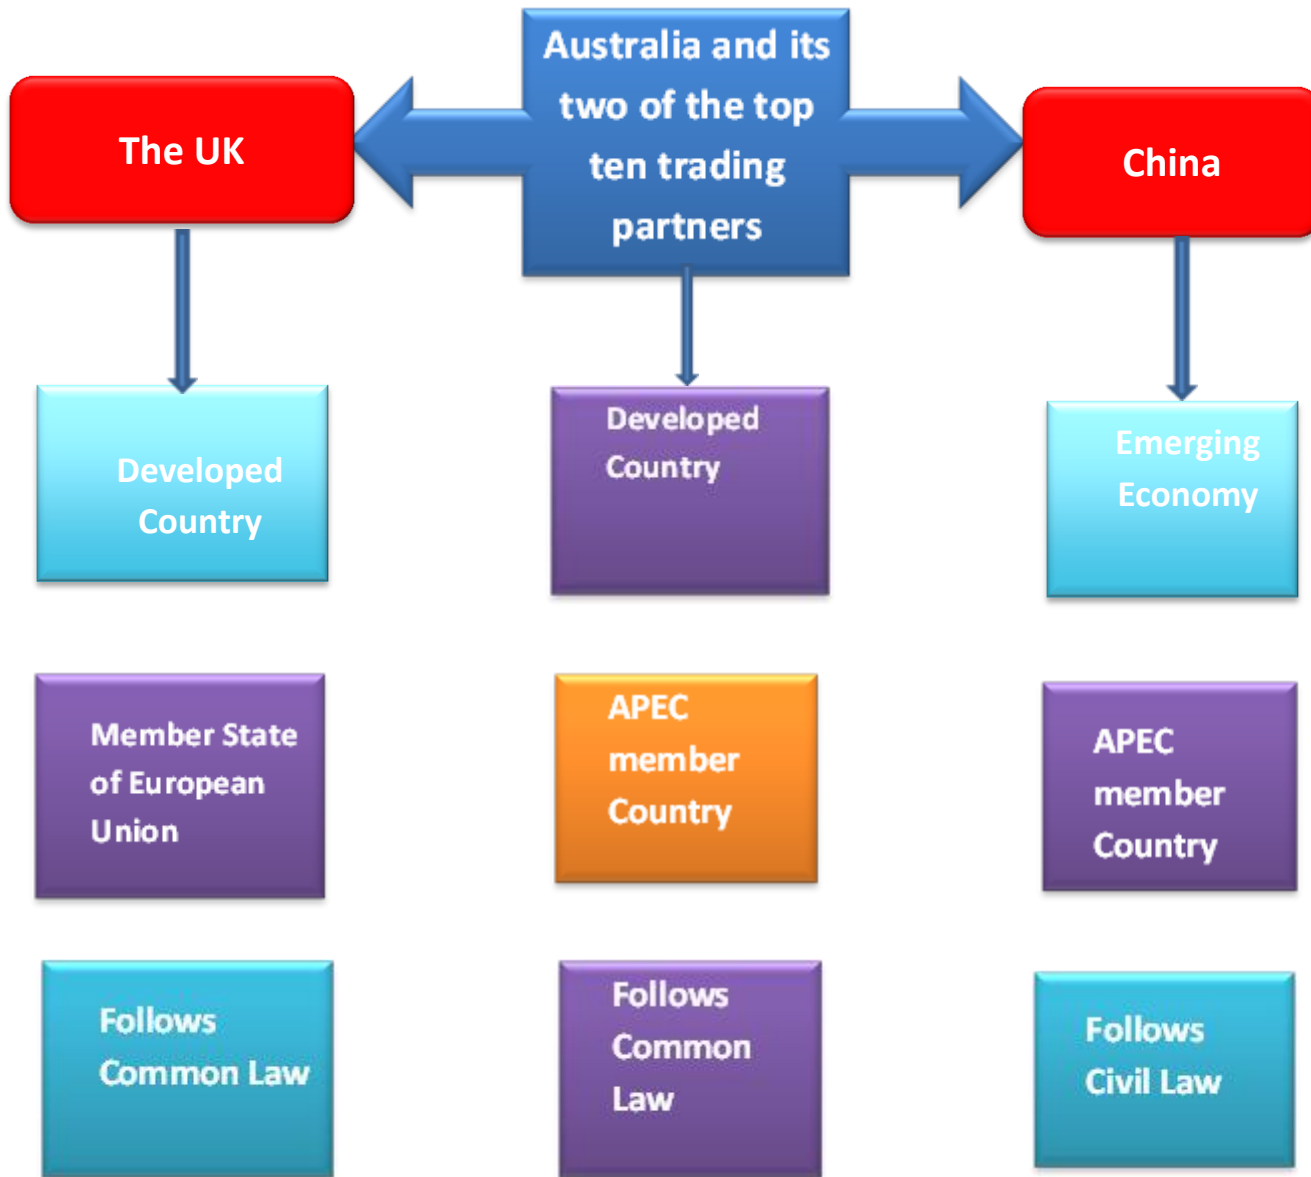 Australia and its
two of the top
ten trading
partners
The UK
China
Developed
Country
Developed
Country
Emerging
Economy
Member State
of European
Union
APEC
member
Country
APEC
member
Country
Follows
Common Law
Follows
Common
Law
Follows
Civil Law